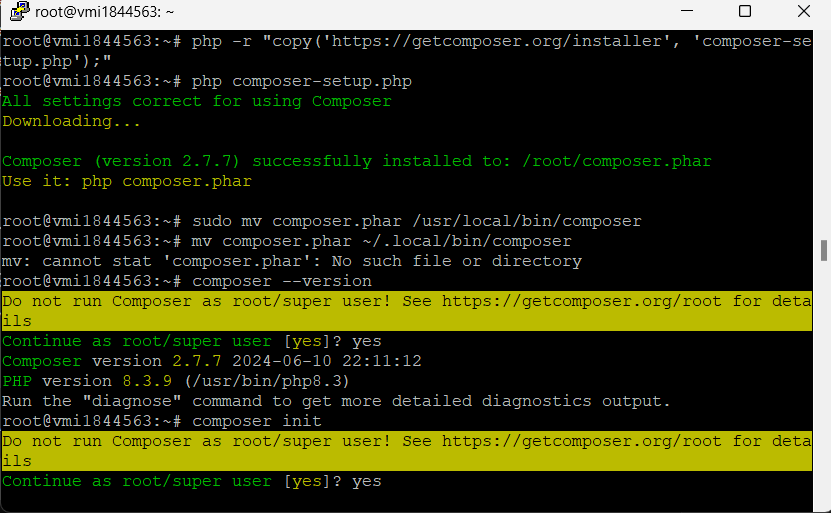 root@vmi1844563: ~
root@vmi1844563:~# php -r "copy('https://getcomposer.org/installer', 'composer-se
tup.php');"
root@vmi1844563:~# php composer-setup.php
All settings correct for using Composer
Downloading...
Composer (version 2.7.7) successfully installed to: /root/composer.phar
Use it: php composer.phar
root@vmi1844563:~# sudo mv composer.phar /usr/local/bin/composer
root@vmi1844563:~# mv composer.phar ~/.local/bin/composer
mv: cannot stat 'composer.phar': No such file or directory
root@vmi1844563:~# composer --version
Do not run Composer as root/super user! See https://getcomposer.org/root for deta
ils
Continue as root/super user [yes]? yes
Composer version 2.7.7 2024-06-10 22:11:12
PHP version 8.3.9 (/usr/bin/php8.3)
Run the "diagnose" command to get more detailed diagnostics output.
root@vmi1844563:~# composer init
Do not run Composer as root/super user! See https://getcomposer.org/root for deta
ils
Continue as root/super user [yes]? yes